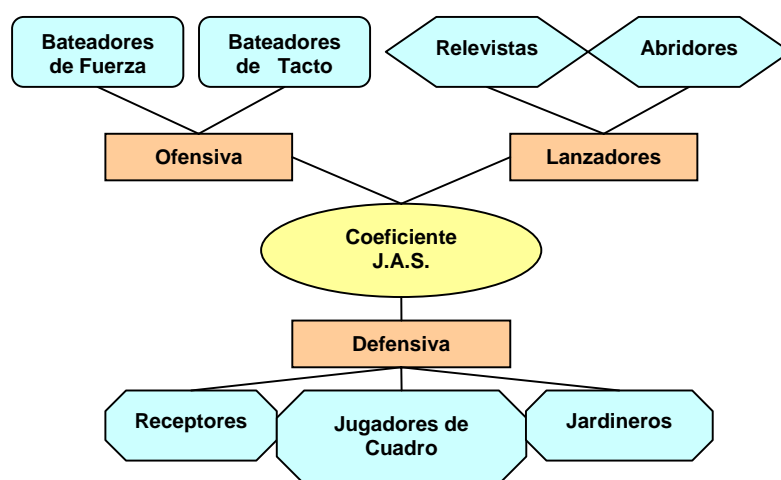 Bateadores
de Fuerza
Bateadores
de Tacto
Relevistas
Abridores
Ofensiva
Lanzadores
Coeficiente
J.A.S.
Defensiva
Receptores
Jugadores de
Cuadro
Jardineros